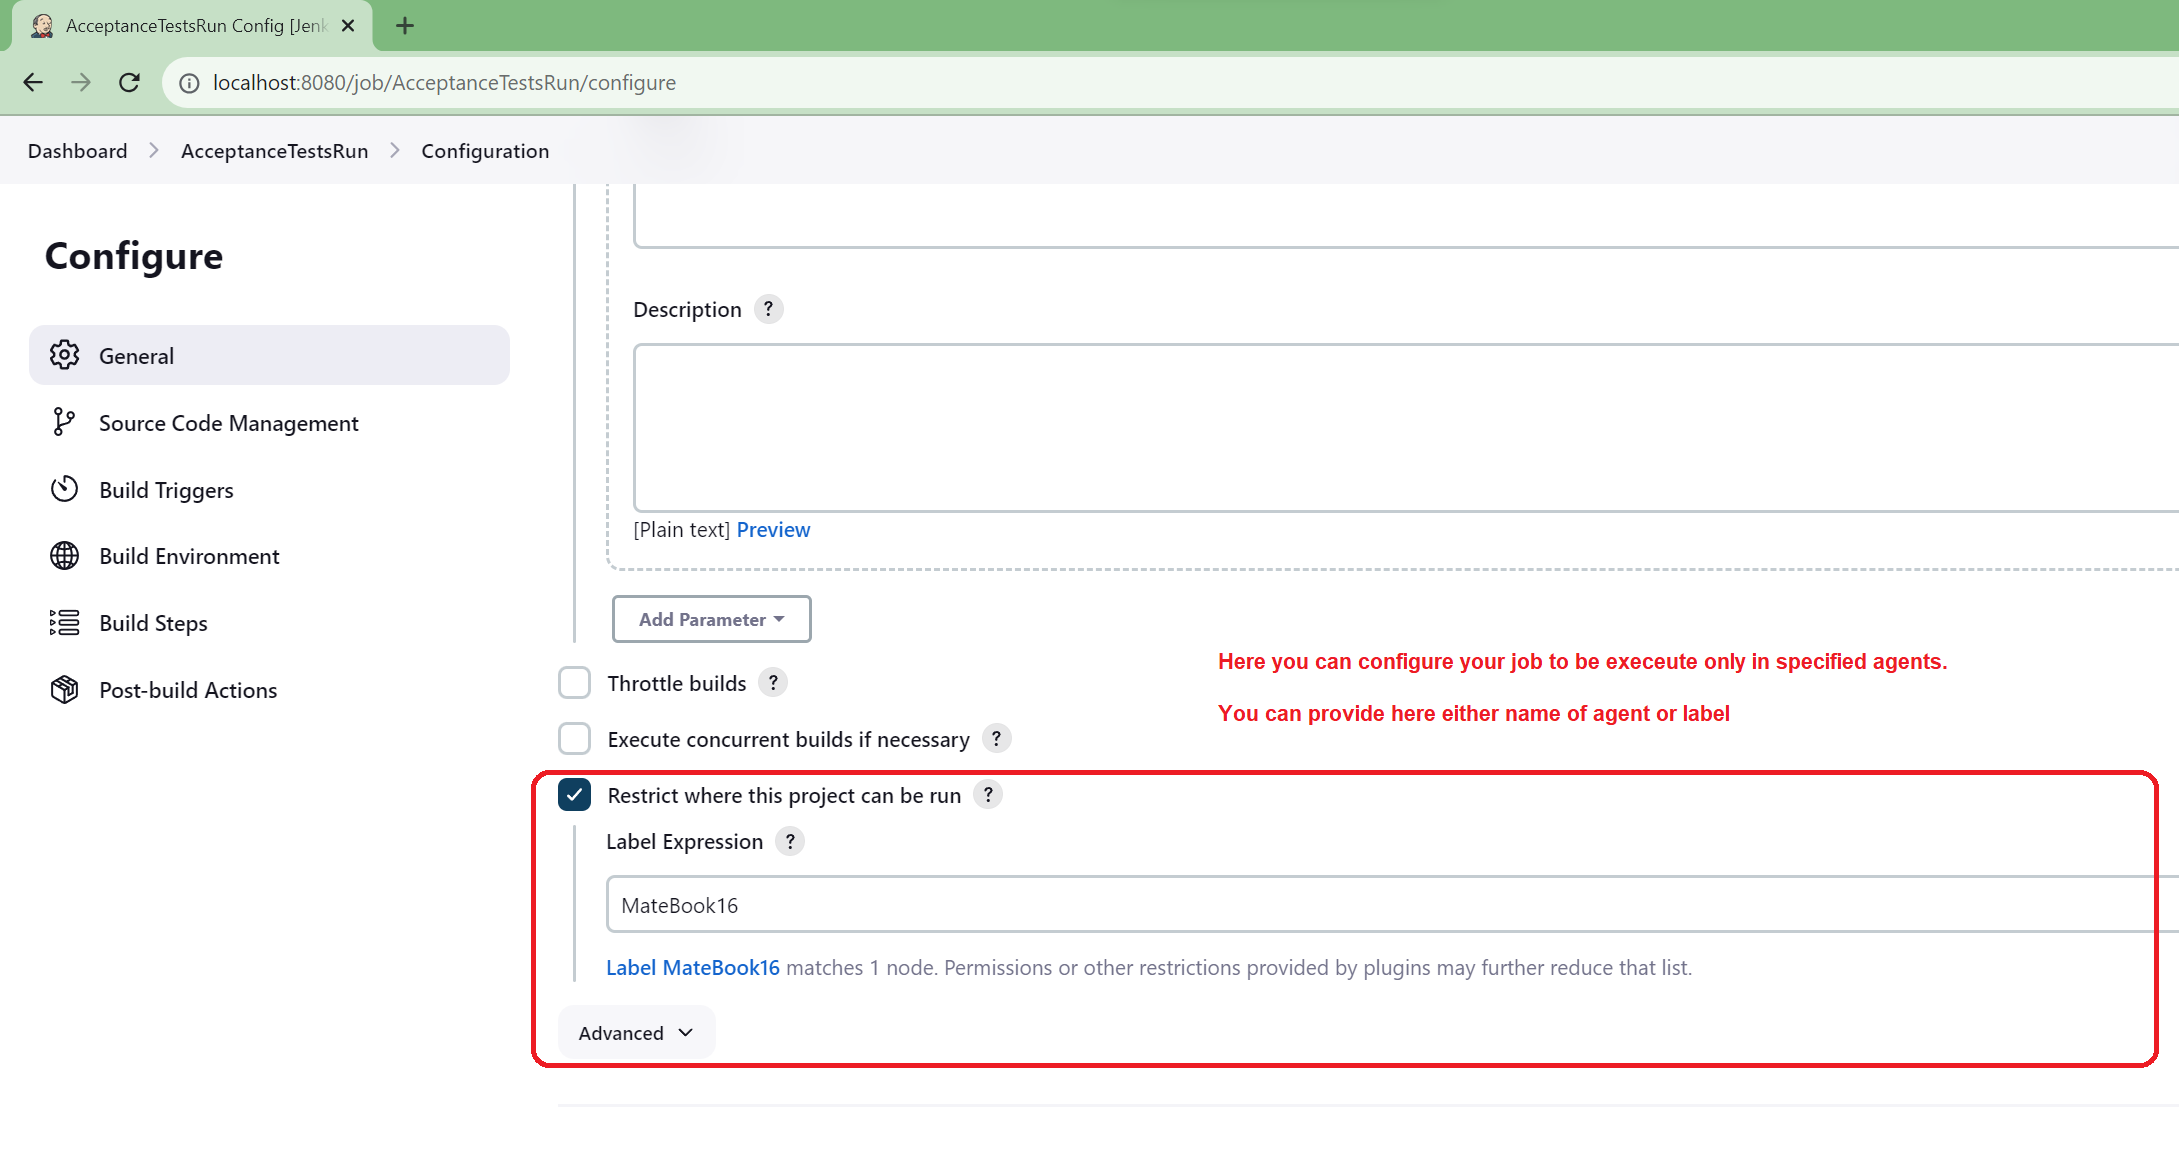 AcceptanceTestsRun Config [Jenk
localhost:8080/job/AcceptanceTestsRun/configure
Dashboard
AcceptanceTestsRun
Configuration
Configure
General
Source Code Management
Build Triggers
Build Environment
Build Steps
Post-build Actions
Description ?
[Plain text] Preview
Add Parameter
Throttle builds ?
Here you can configure your job to be execeute only in specified agents.
You can provide here either name of agent or label
Execute concurrent builds if necessary ?
Restrict where this project can be run ?
Label Expression ?
MateBook16
Label MateBook16 matches 1 node. Permissions or other restrictions provided by plugins may further reduce that list.
Advanced